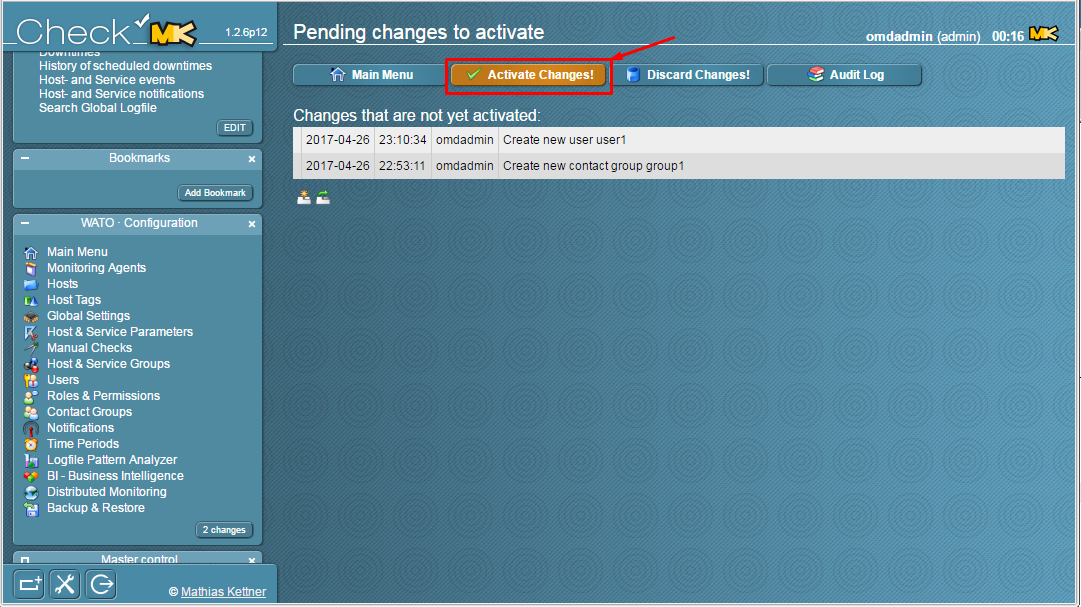 Check MK 1.2.6p12
Pending changes to activate
omdadmin (admin) 00:16 MK
Downtimes
History of scheduled downtimes
Host- and Service events
Host- and Service notifications
Search Global Logfile
EDIT
Bookmarks
Add Bookmark
WATO · Configuration
Main Menu
Monitoring Agents
Hosts
Host Tags
Global Settings
Host & Service Parameters
Manual Checks
Host & Service Groups
Users
Roles & Permissions
Contact Groups
Notifications
Time Periods
Logfile Pattern Analyzer
BI - Business Intelligence
Distributed Monitoring
Backup & Restore
2 changes
Master control
© Mathias Kettner
Main Menu Activate Changes! Discard Changes! Audit Log
Changes that are not yet activated:
2017-04-26 23:10:34 omdadmin Create new user user1
2017-04-26 22:53:11 omdadmin Create new contact group group1